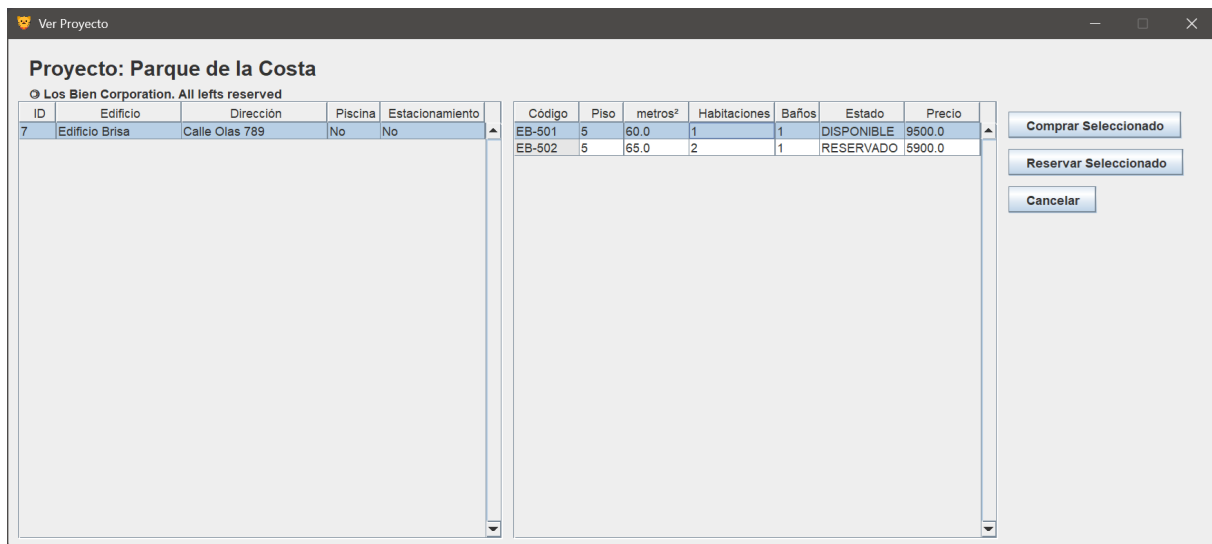 Ver Proyecto
Proyecto: Parque de la Costa
Los Bien Corporation. All lefts reserved
ID Edificio Dirección Piscina Estacionamiento
7 Edificio Brisa Calle Olas 789 No No
Código Piso metros² Habitaciones Baños Estado Precio
EB-501 5 60.0 1 1 DISPONIBLE 9500.0
EB-502 5 65.0 2 1 RESERVADO 5900.0
Comprar Seleccionado
Reservar Seleccionado
Cancelar